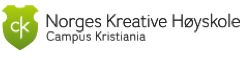 ck
Norges Kreative Høyskole
Campus Kristiania